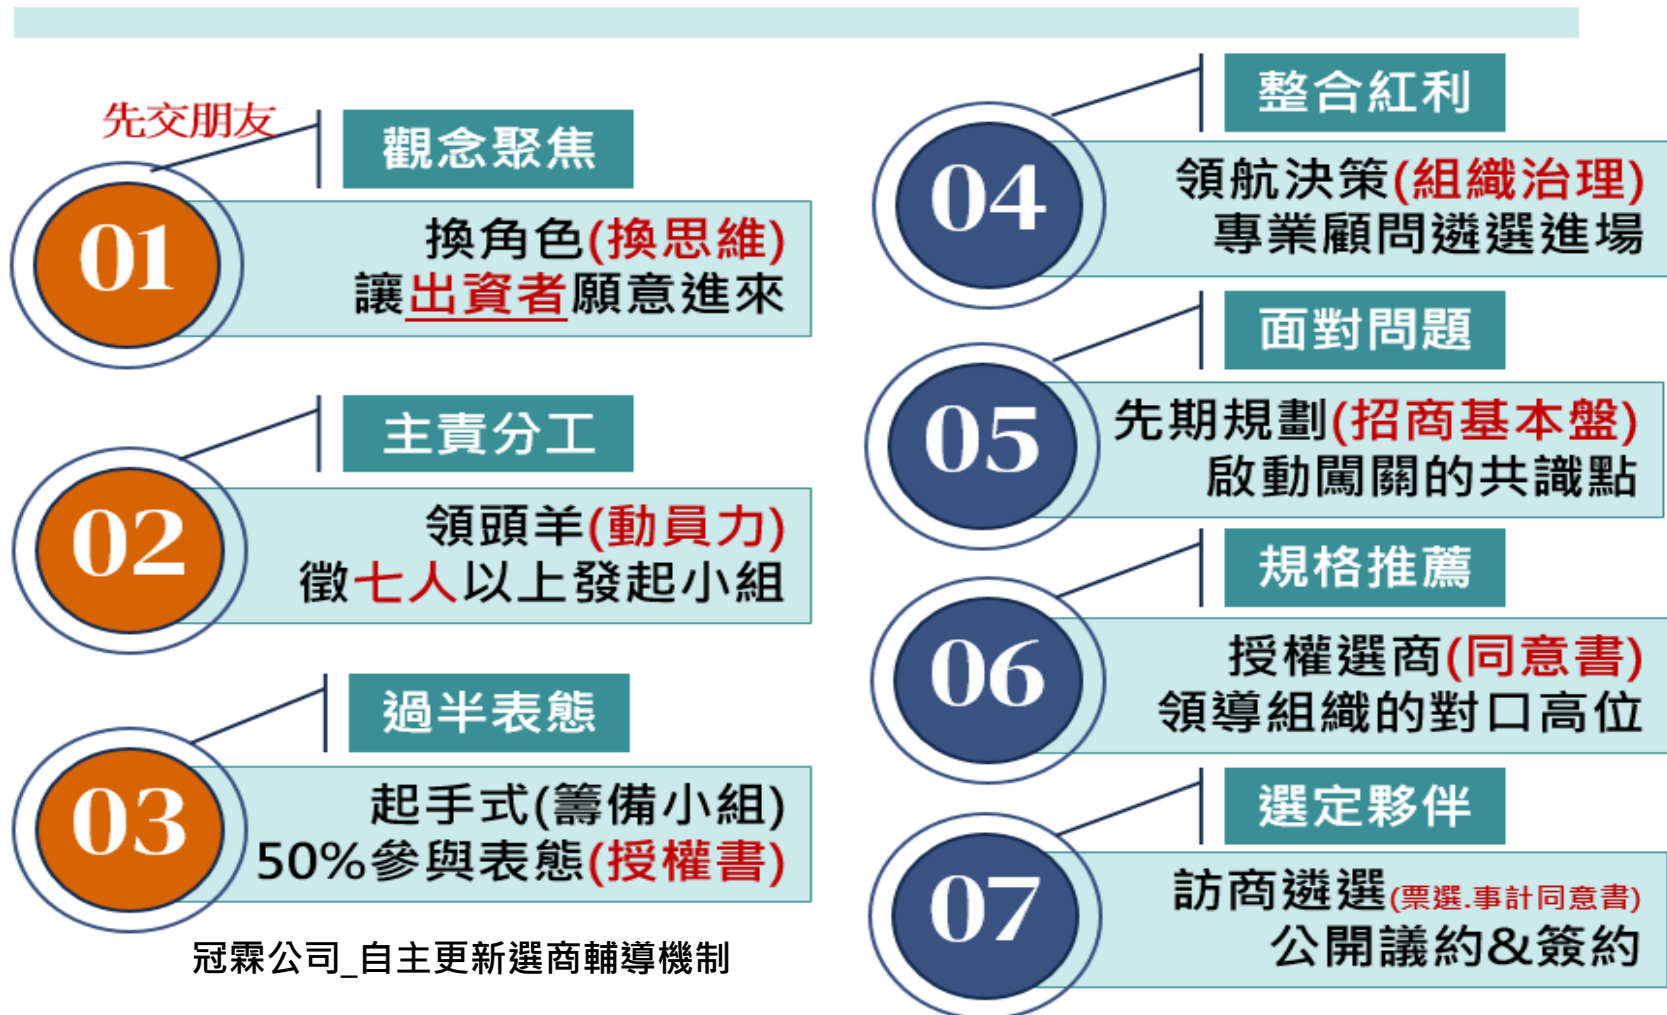 先交朋友
01
觀念聚焦
換角色(換思維)
讓出資者願意進來
02
主責分工
領頭羊(動員力)
徵七人以上發起小組
03
過半表態
起手式(籌備小組)
50%參與表態(授權書)
冠霖公司_自主更新選商輔導機制
04
整合紅利
領航決策(組織治理)
專業顧問遴選進場
05
面對問題
先期規劃(招商基本盤)
啟動闖關的共識點
06
規格推薦
授權選商(同意書)
領導組織的對口高位
07
選定夥伴
訪商遴選(票選.事計同意書)
公開議約&簽約